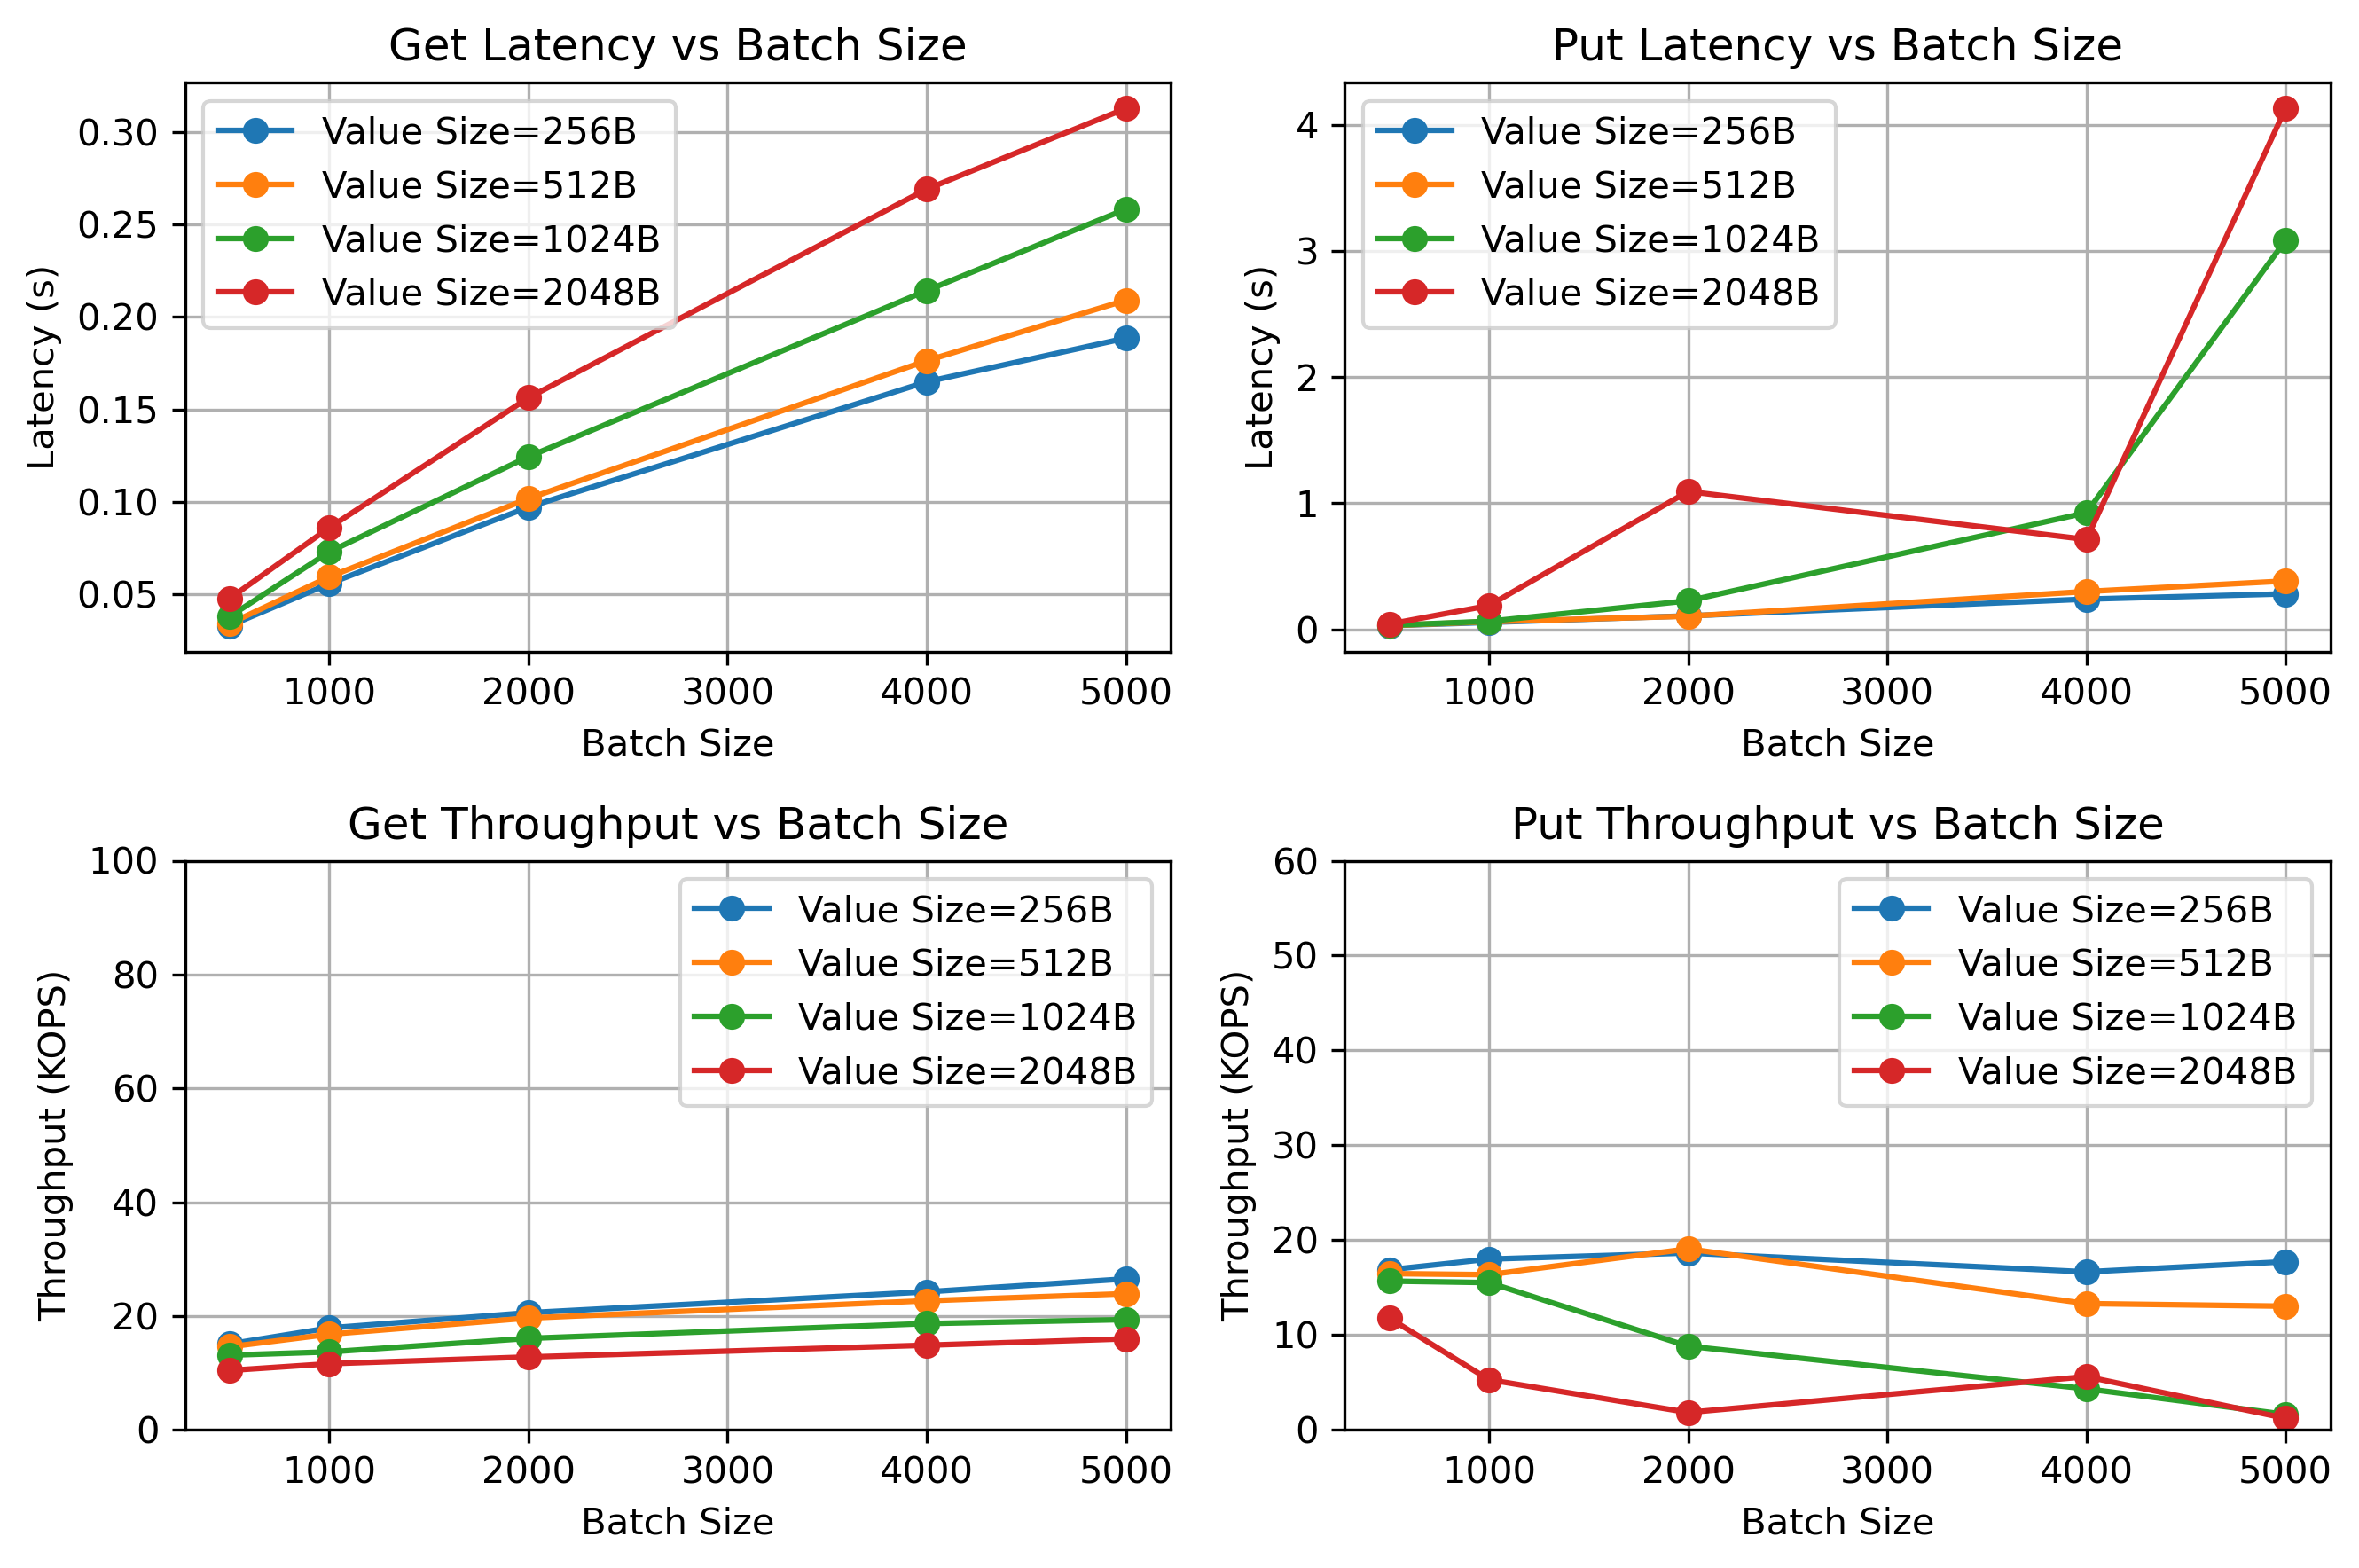 Get Latency vs Batch Size
Latency (s)
0.30
0.25
0.20
0.15
0.10
0.05
Value Size=256B
Value Size=512B
Value Size=1024B
Value Size=2048B
1000 2000 3000 4000 5000
Batch Size
Put Latency vs Batch Size
Latency (s)
4
3
2
1
0
Value Size=256B
Value Size=512B
Value Size=1024B
Value Size=2048B
1000 2000 3000 4000 5000
Batch Size
Get Throughput vs Batch Size
Throughput (KOPS)
100
80
60
40
20
0
Value Size=256B
Value Size=512B
Value Size=1024B
Value Size=2048B
1000 2000 3000 4000 5000
Batch Size
Put Throughput vs Batch Size
Throughput (KOPS)
60
50
40
30
20
10
0
Value Size=256B
Value Size=512B
Value Size=1024B
Value Size=2048B
1000 2000 3000 4000 5000
Batch Size